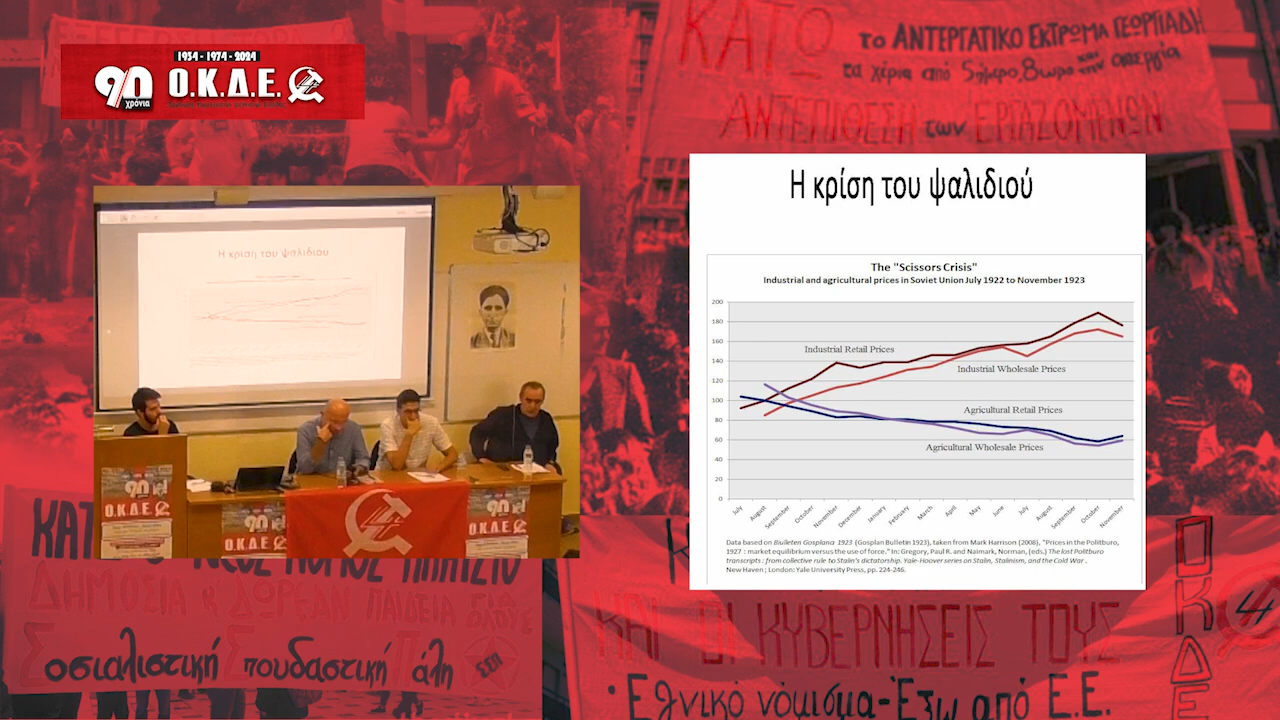 1934 - 1974 - 2024
90 Ο.Κ.Δ.Ε.
χρόνια
ΚΑΤΩ το ΑΝΤΕΡΓΑΤΙΚΟ ΕΚΤΡΩΜΑ ΓΕΩΡΓΙΑΔΗ
τα χέρια από 5ήμερο, 8ωρο και την απεργία
ΑΝΤΕΠΙΘΕΣΗ των ΕΡΓΑΖΟΜΕΝΩΝ
Η κρίση του ψαλιδιού
90
Ο.Κ.Δ.Ε.
90
Ο.Κ.Δ.Ε.
90
Ο.Κ.Δ.Ε.
Η κρίση του ψαλιδιού
The "Scissors Crisis"
Industrial and agricultural prices in Soviet Union July 1922 to November 1923
200
180
160
140
120
100
80
60
40
20
0
Industrial Retail Prices
Industrial Wholesale Prices
Agricultural Retail Prices
Agricultural Wholesale Prices
July August September October November December January February March April May June July August September October November
Data based on Biulleten Gosplana 1923 (Gosplan Bulletin 1923), taken from Mark Harrison (2008), "Prices in the Politburo,
1927 : market equilibrium versus the use of force." In: Gregory, Paul R. and Naimark, Norman, (eds.) The lost Politburo
transcripts : from collective rule to Stalin's dictatorship. Yale-Hoover series on Stalin, Stalinism, and the Cold War .
New Haven ; London: Yale University Press, pp. 224-246.
ΔΗΜΟΣΙΑ & ΔΩΡΕΑΝ ΠΑΙΔΕΙΑ
Σοσιαλιστική Σπουδαστική Πάλη
Σ.Σ.Π
ΚΑΙ ΟΙ ΚΥΒΕΡΝΗΣΕΙΣ ΤΟΥΣ
• Εθνικό νόμισμα - Έξω από Ε.Ε.
ΟΚΔΕ